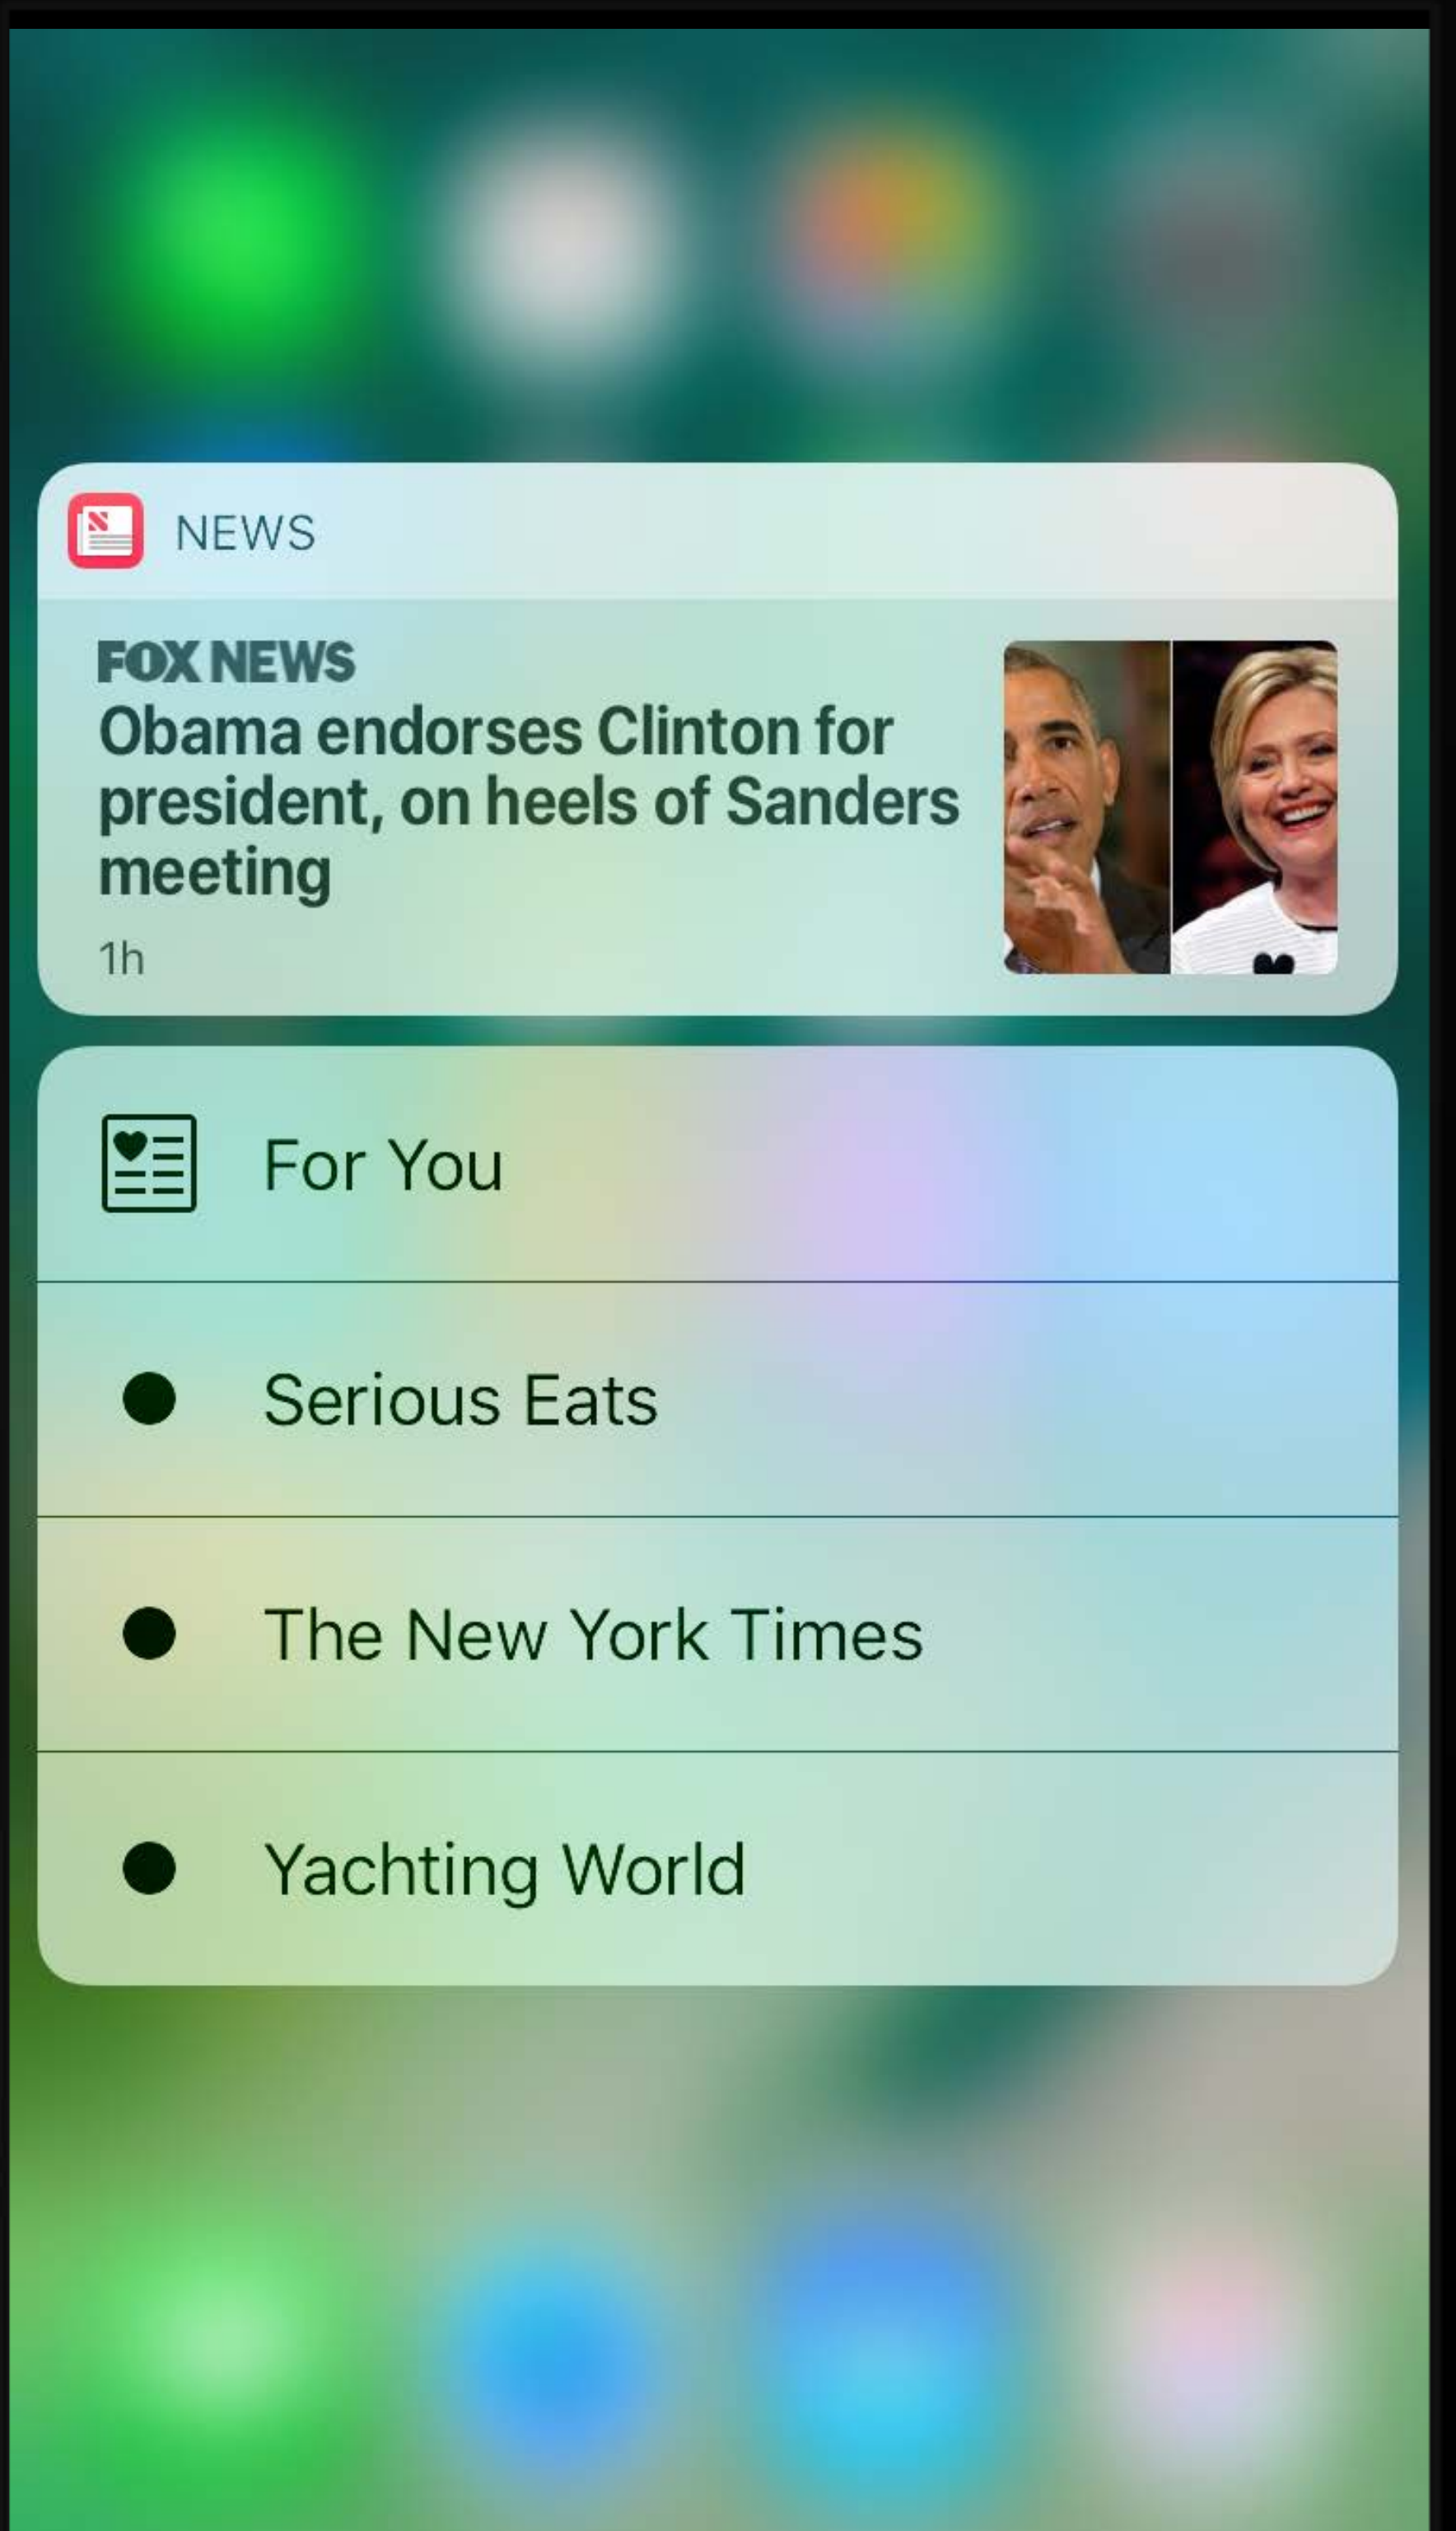 NEWS
FOX NEWS
Obama endorses Clinton for
president, on heels of Sanders
meeting
1h
For You
Serious Eats
The New York Times
Yachting World